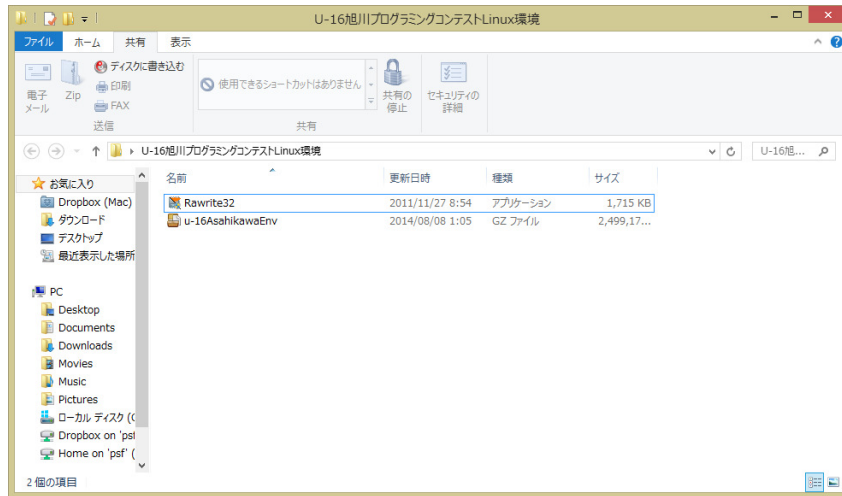 U-16旭川プログラミングコンテストLinux環境
ファイル ホーム 共有 表示
電子メール
Zip
ディスクに書き込む
印刷
FAX
送信
使用できるショートカットはありません
共有の停止
セキュリティの詳細
共有
U-16旭川プログラミングコンテストLinux環境
U-16旭...
お気に入り
Dropbox (Mac)
ダウンロード
デスクトップ
最近表示した場所
PC
Desktop
Documents
Downloads
Movies
Music
Pictures
ローカル ディスク (C
Dropbox on 'psf
Home on 'psf' (
名前 更新日時 種類 サイズ
Rawrite32 2011/11/27 8:54 アプリケーション 1,715 KB
u-16AsahikawaEnv 2014/08/08 1:05 GZ ファイル 2,499,17...
2 個の項目